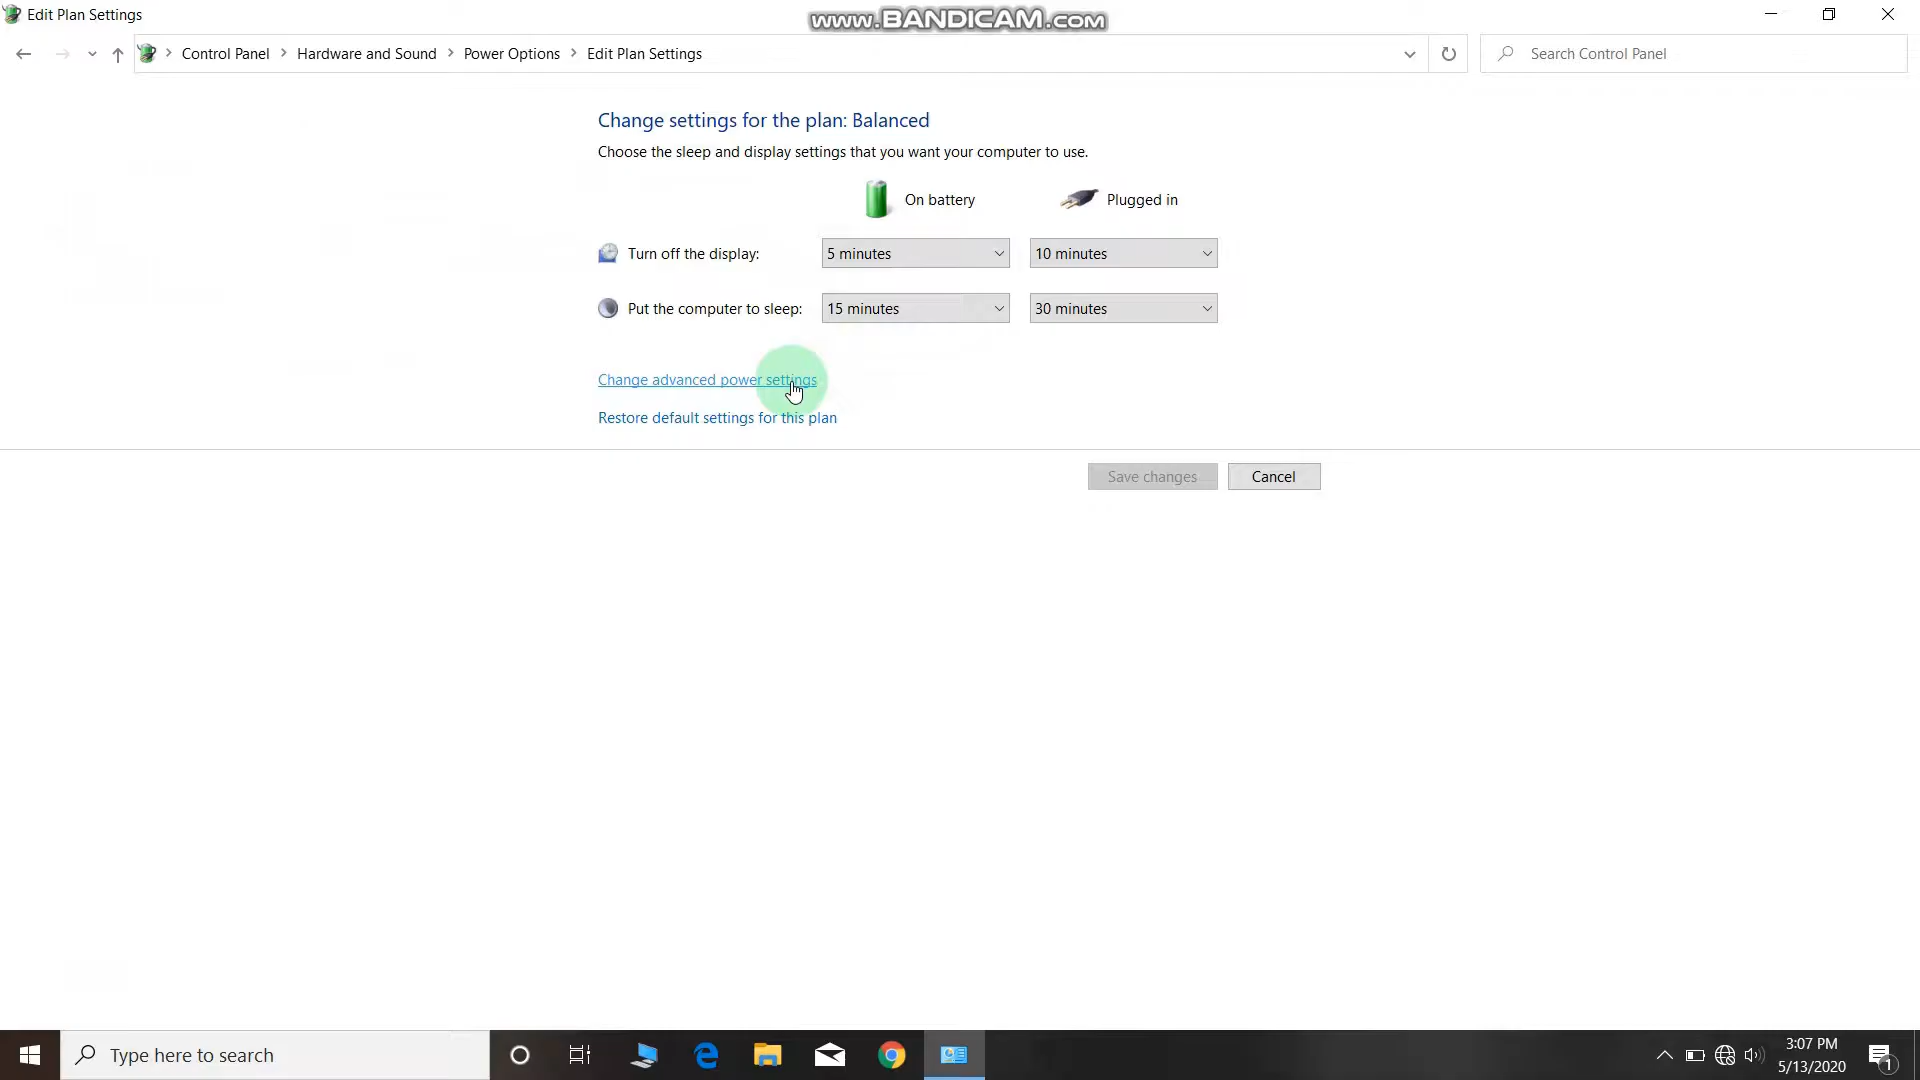 Edit Plan Settings
www.BANDICAM.com
Control Panel > Hardware and Sound > Power Options > Edit Plan Settings
Search Control Panel
Change settings for the plan: Balanced
Choose the sleep and display settings that you want your computer to use.
On battery
Plugged in
Turn off the display:
5 minutes
10 minutes
Put the computer to sleep:
15 minutes
30 minutes
Change advanced power settings
Restore default settings for this plan
Save changes
Cancel
Type here to search
3:07 PM
5/13/2020
1